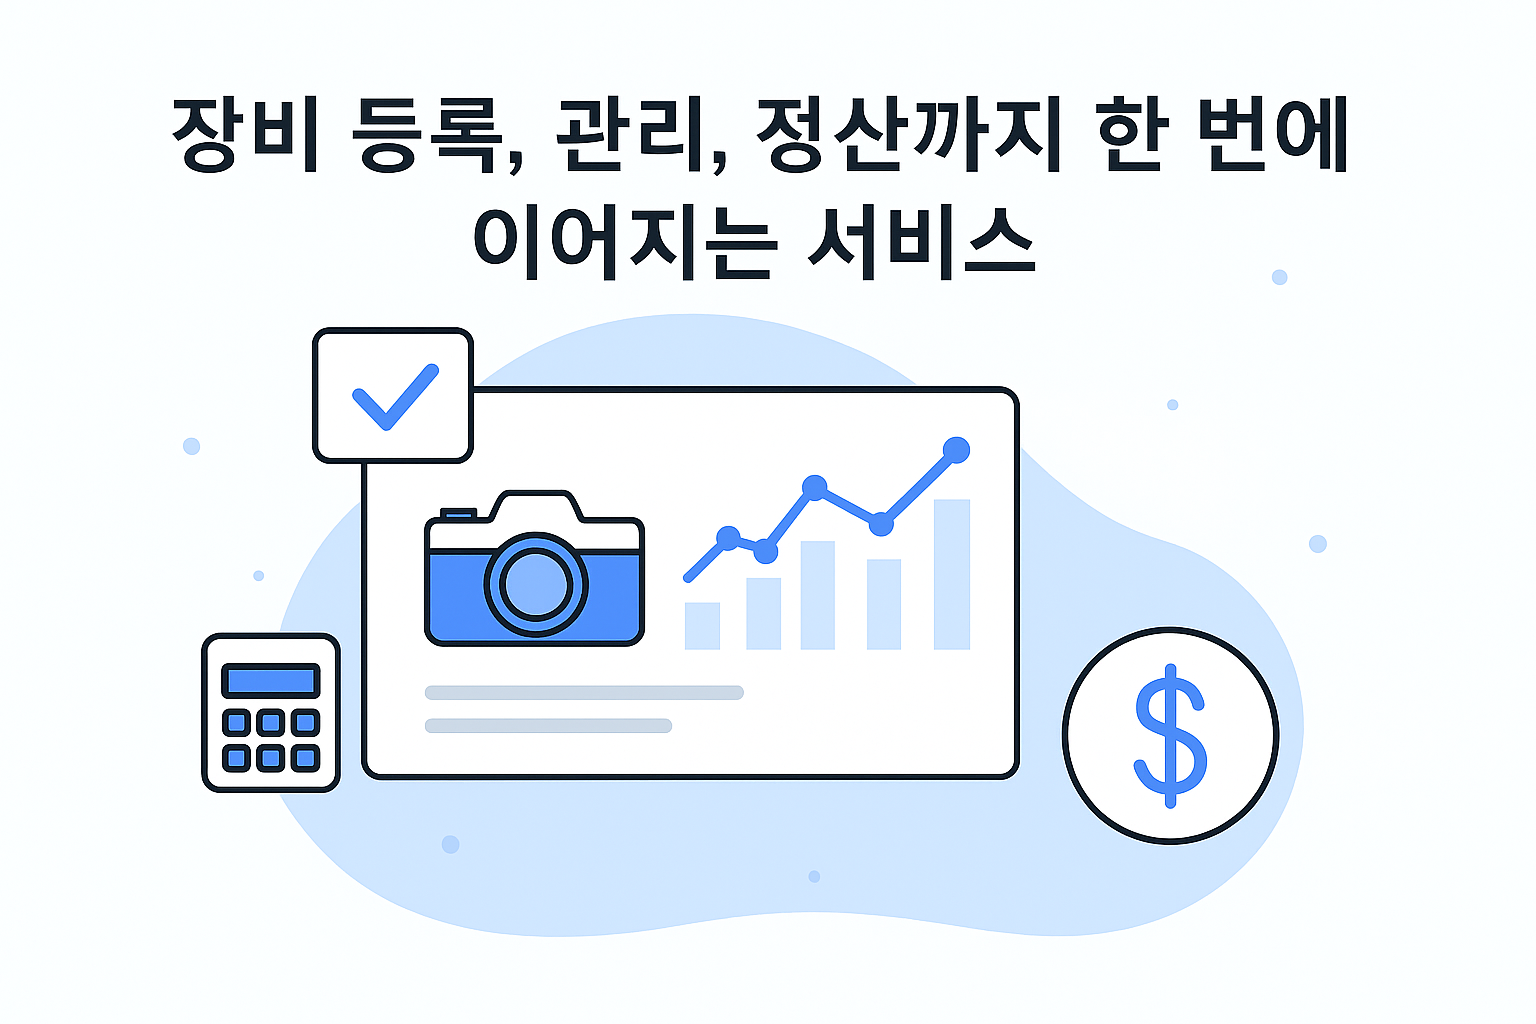 장비 등록, 관리, 정산까지 한 번에
이어지는 서비스
$